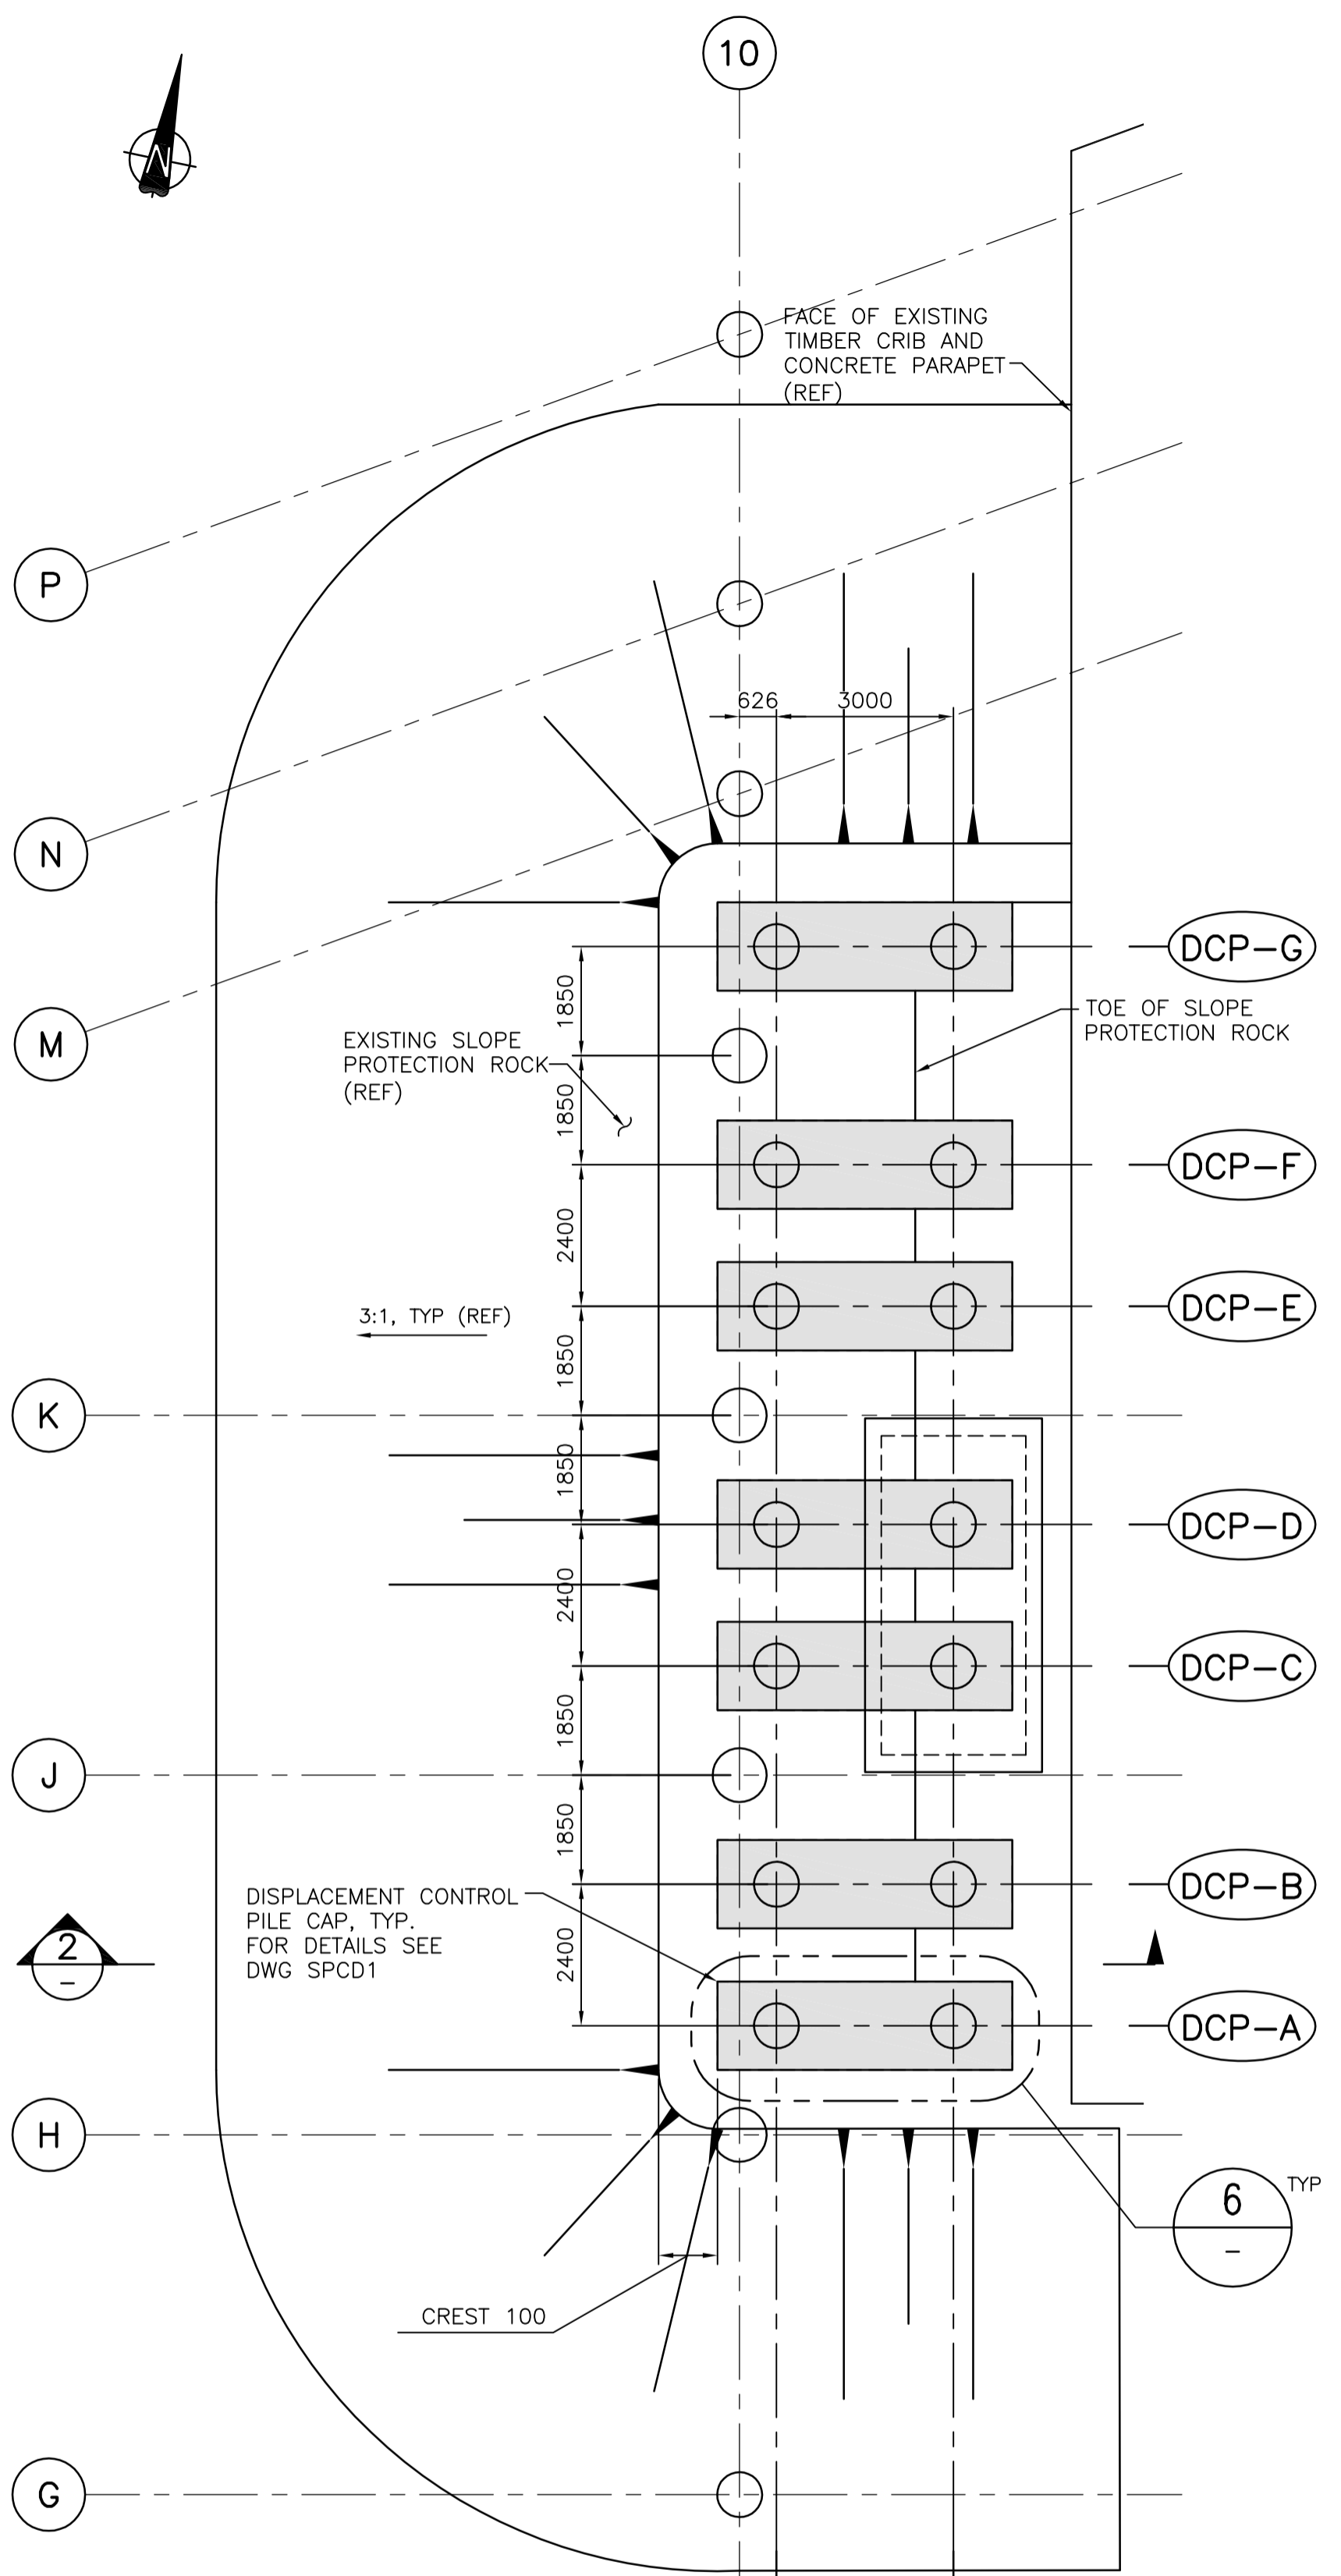 10
N
FACE OF EXISTING
TIMBER CRIB AND
CONCRETE PARAPET
(REF)
P
626
3000
N
DCP-G
1850
TOE OF SLOPE
PROTECTION ROCK
M
EXISTING SLOPE
PROTECTION ROCK
(REF)
1850
DCP-F
2400
DCP-E
3:1, TYP (REF)
1850
K
1850
DCP-D
2400
DCP-C
1850
J
1850
DCP-B
DISPLACEMENT CONTROL
PILE CAP, TYP.
FOR DETAILS SEE
DWG SPCD1
2
-
2400
DCP-A
H
6
-
TYP
CREST 100
G